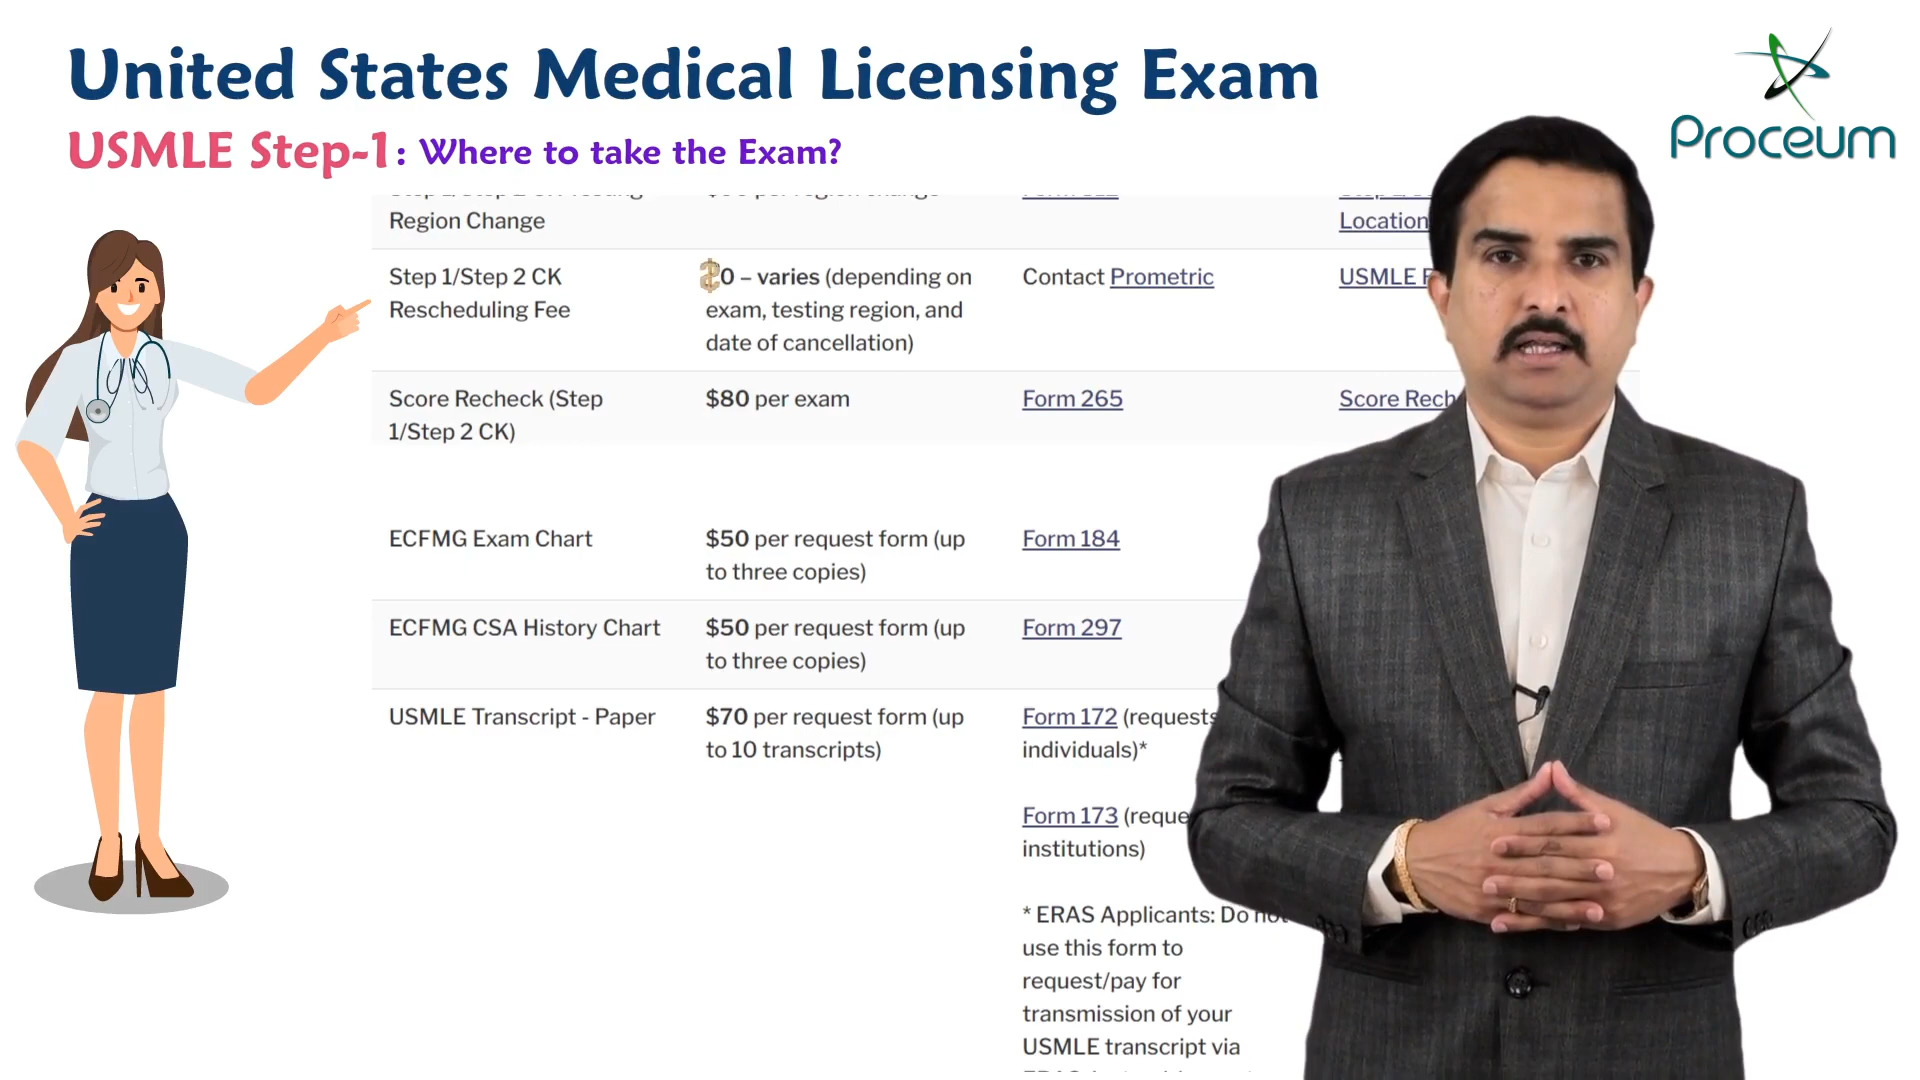 United States Medical Licensing Exam
USMLE Step-1: Where to take the Exam?
Proceum
Region Change
Location
Step 1/Step 2 CK
Rescheduling Fee
0 – varies (depending on
exam, testing region, and
date of cancellation)
Contact Prometric
USMLE
Score Recheck (Step
1/Step 2 CK)
$80 per exam
Form 265
Score
ECFMG Exam Chart
$50 per request form (up
to three copies)
Form 184
ECFMG CSA History Chart
$50 per request form (up
to three copies)
Form 297
USMLE Transcript - Paper
$70 per request form (up
to 10 transcripts)
Form 172 (requests
individuals)*
Form 173
institutions)
* ERAS Applicants: Do not
use this form to
request/pay for
transmission of your
USMLE transcript via